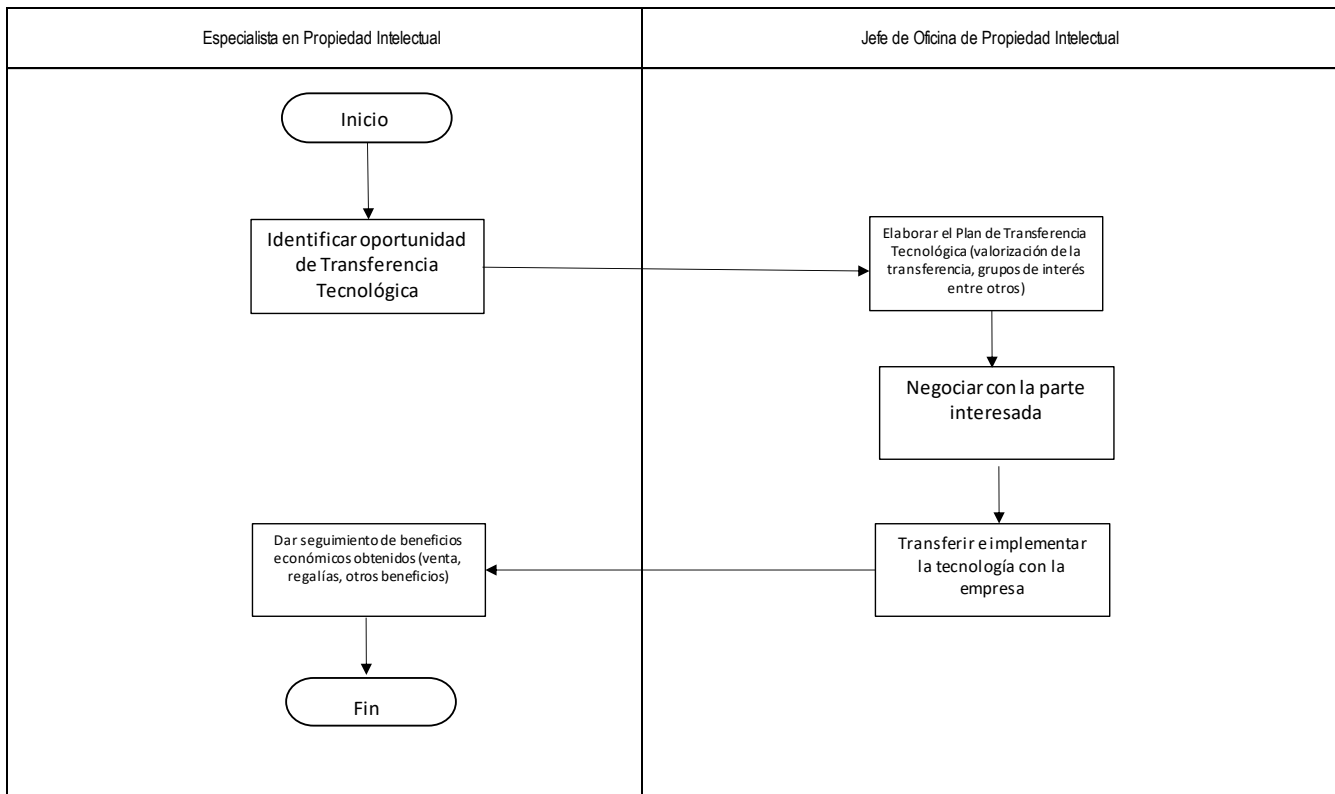 Especialista en Propiedad Intelectual
Jefe de Oficina de Propiedad Intelectual
Inicio
Identificar oportunidad
de Transferencia
Tecnológica
Elaborar el Plan de Transferencia
Tecnológica (valorización de la
transferencia, grupos de interés
entre otros)
Negociar con la parte
interesada
Transferir e implementar
la tecnología con la
empresa
Dar seguimiento de beneficios
económicos obtenidos (venta,
regalías, otros beneficios)
Fin